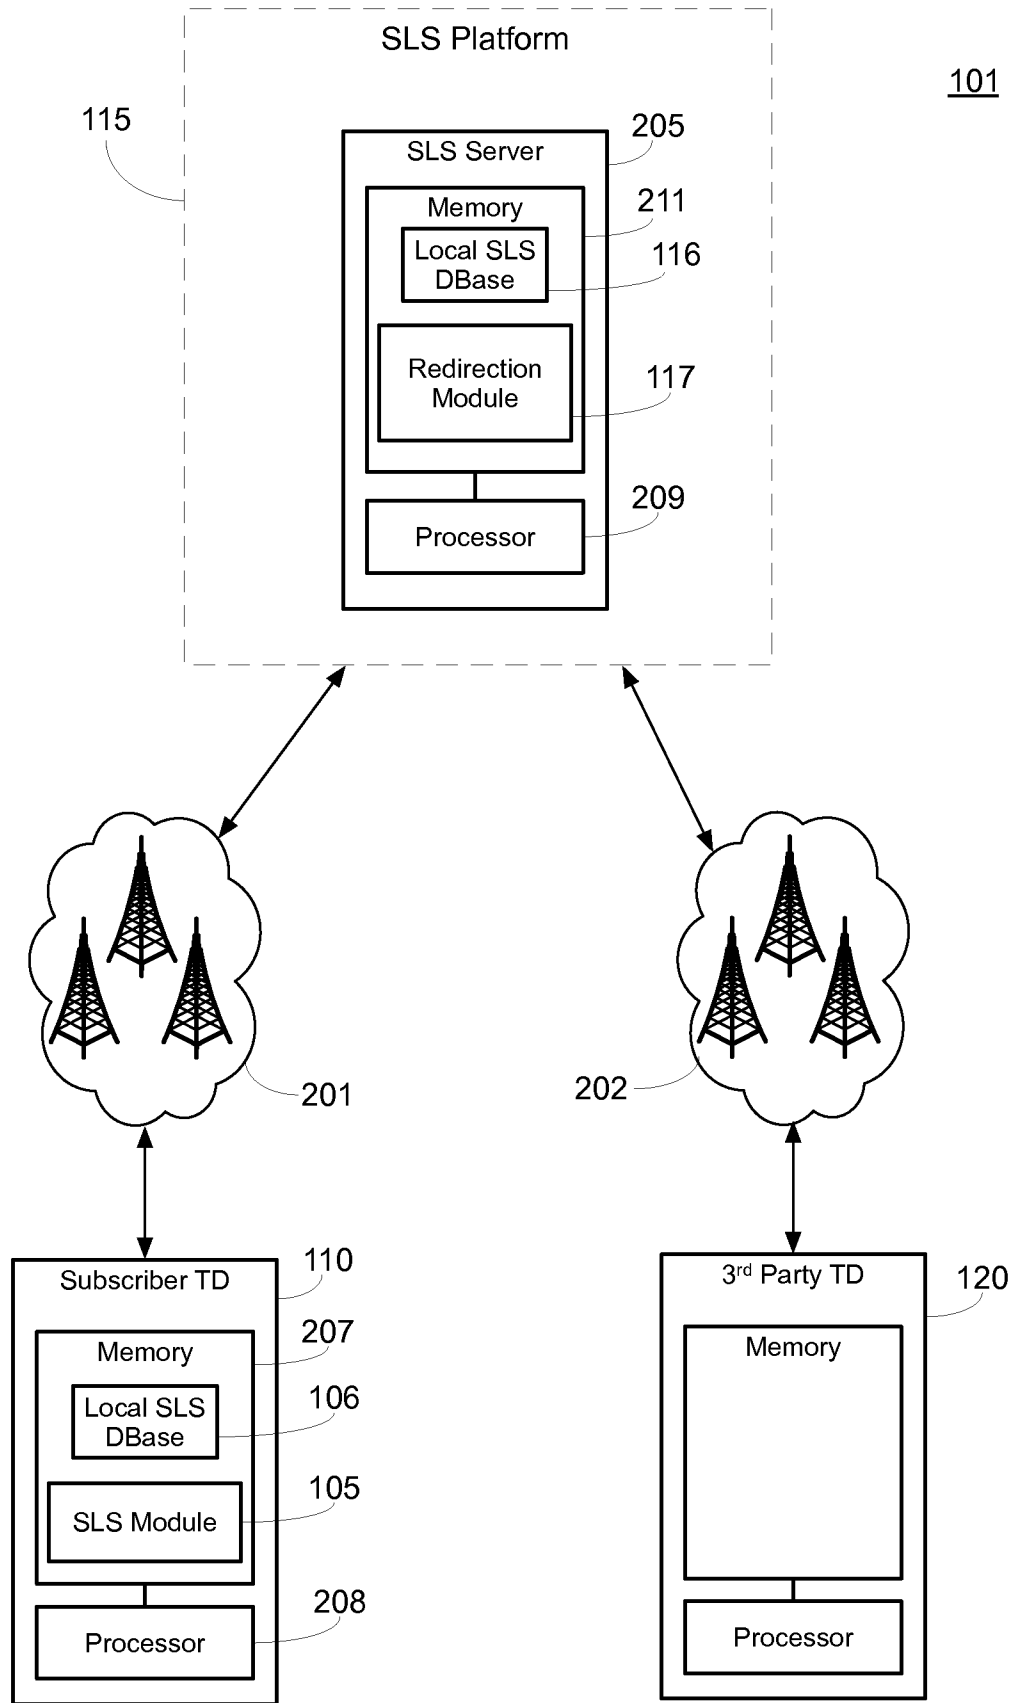 SLS Platform
101
115
205
SLS Server
Memory
211
Local SLS
DBase
116
Redirection
Module
117
209
Processor
201
202
110
Subscriber TD
3rd Party TD
120
207
Memory
Memory
106
Local SLS
DBase
105
SLS Module
208
Processor
Processor